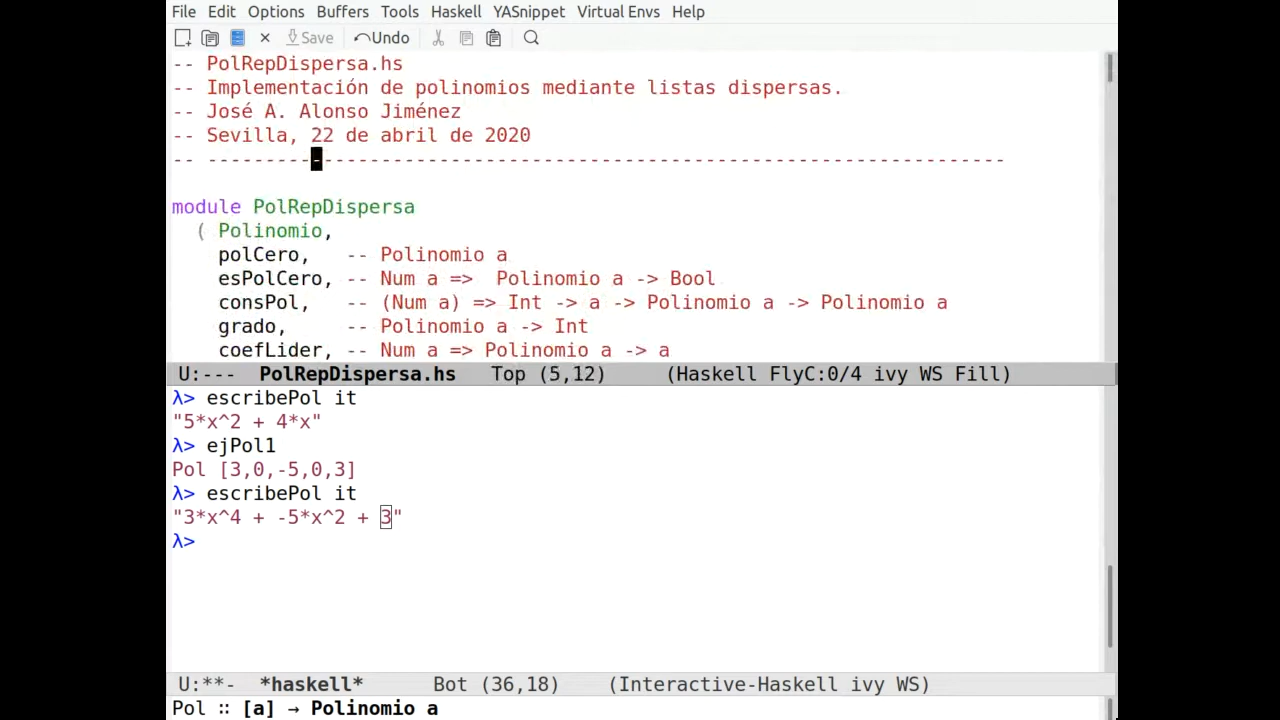 File Edit Options Buffers Tools Haskell YASnippet Virtual Envs Help
Save Undo
-- PolRepDispersa.hs
-- Implementación de polinomios mediante listas dispersas.
-- José A. Alonso Jiménez
-- Sevilla, 22 de abril de 2020
-- ---------------------------------------------------------------------
module PolRepDispersa
( Polinomio,
polCero,   -- Polinomio a
esPolCero, -- Num a =>  Polinomio a -> Bool
consPol,   -- (Num a) => Int -> a -> Polinomio a -> Polinomio a
grado,     -- Polinomio a -> Int
coefLider, -- Num a => Polinomio a -> a
U:---  PolRepDispersa.hs   Top (5,12)     (Haskell FlyC:0/4 ivy WS Fill)
λ> escribePol it
"5*x^2 + 4*x"
λ> ejPol1
Pol [3,0,-5,0,3]
λ> escribePol it
"3*x^4 + -5*x^2 + 3"
λ>
U:**-  *haskell*      Bot (36,18)    (Interactive-Haskell ivy WS)
Pol ∷ [a] → Polinomio a